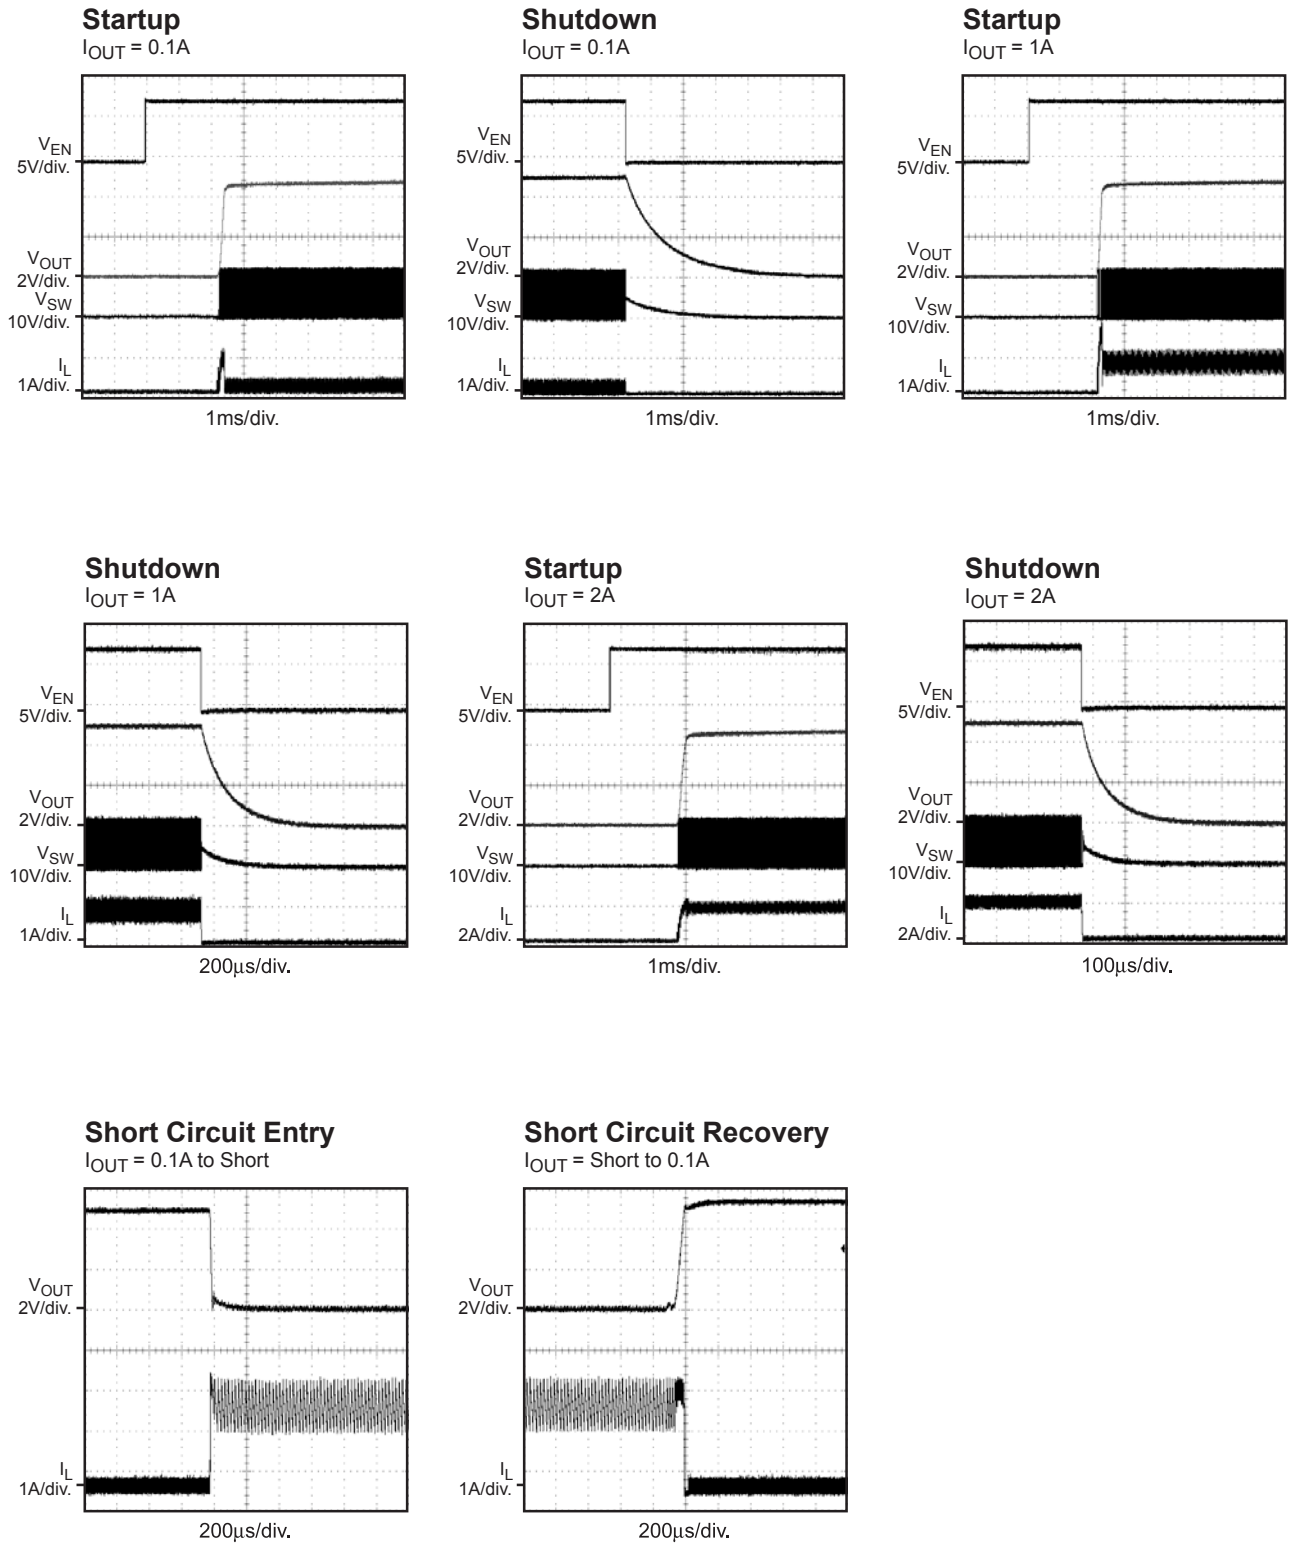 Startup
IOUT = 0.1A
VEN
5V/div.
VOUT
2V/div.
VSW
10V/div.
IL
1A/div.
1ms/div.
Shutdown
IOUT = 0.1A
VEN
5V/div.
VOUT
2V/div.
VSW
10V/div.
IL
1A/div.
1ms/div.
Startup
IOUT = 1A
VEN
5V/div.
VOUT
2V/div.
VSW
10V/div.
IL
1A/div.
1ms/div.
Shutdown
IOUT = 1A
VEN
5V/div.
VOUT
2V/div.
VSW
10V/div.
IL
1A/div.
200µs/div.
Startup
IOUT = 2A
VEN
5V/div.
VOUT
2V/div.
VSW
10V/div.
IL
2A/div.
1ms/div.
Shutdown
IOUT = 2A
VEN
5V/div.
VOUT
2V/div.
VSW
10V/div.
IL
2A/div.
100µs/div.
Short Circuit Entry
IOUT = 0.1A to Short
VOUT
2V/div.
IL
1A/div.
200µs/div.
Short Circuit Recovery
IOUT = Short to 0.1A
VOUT
2V/div.
IL
1A/div.
200µs/div.